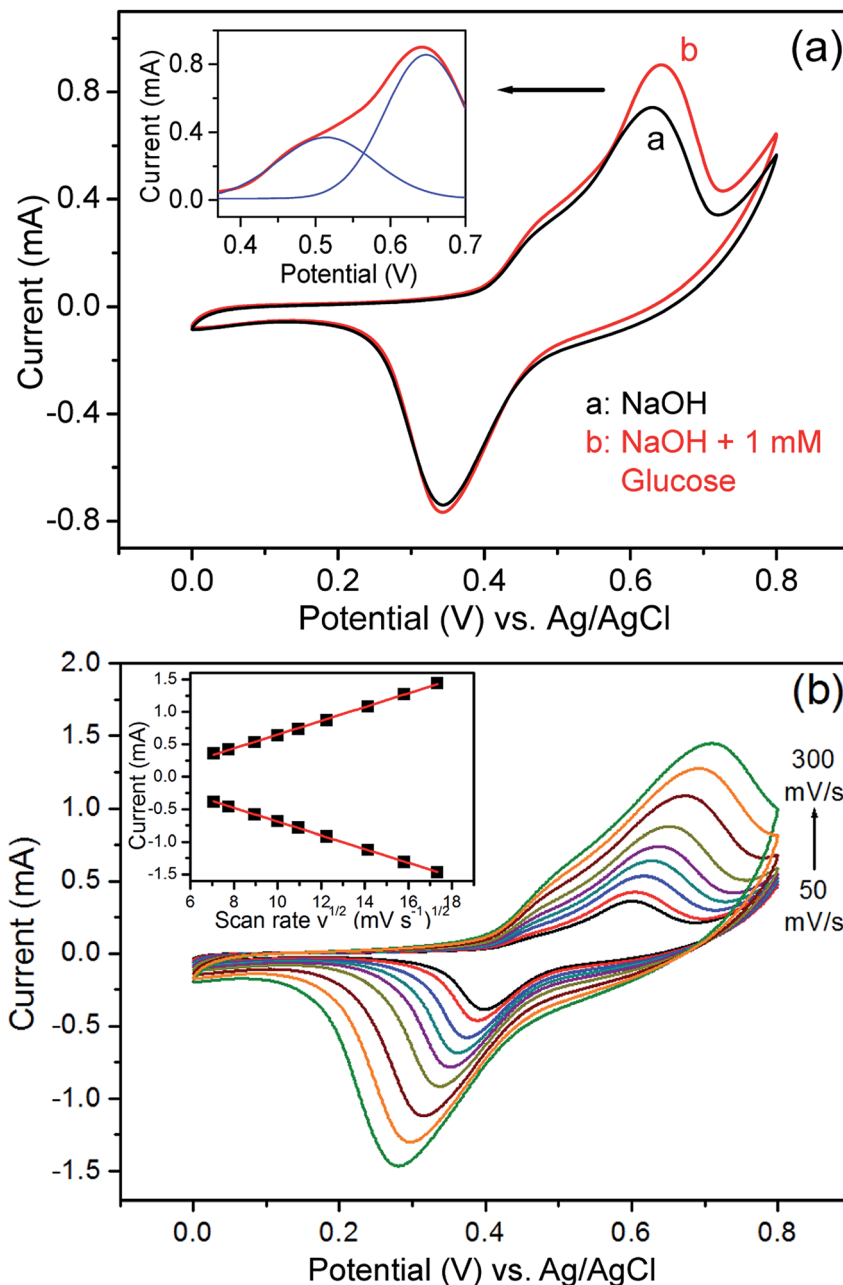 (a)
b
a
Current (mA)
0.8
0.4
0.0
0.4 0.5 0.6 0.7
Potential (V)
Current (mA)
0.8
0.4
0.0
-0.4
-0.8
a: NaOH
b: NaOH + 1 mM
Glucose
0.0 0.2 0.4 0.6 0.8
Potential (V) vs. Ag/AgCl
(b)
Current (mA)
1.5
1.0
0.5
0.0
-0.5
-1.0
-1.5
6 8 10 12 14 16 18
Scan rate v^1/2 (mV s^-1)^1/2
300
mV/s
50
mV/s
Current (mA)
2.0
1.5
1.0
0.5
0.0
-0.5
-1.0
-1.5
0.0 0.2 0.4 0.6 0.8
Potential (V) vs. Ag/AgCl